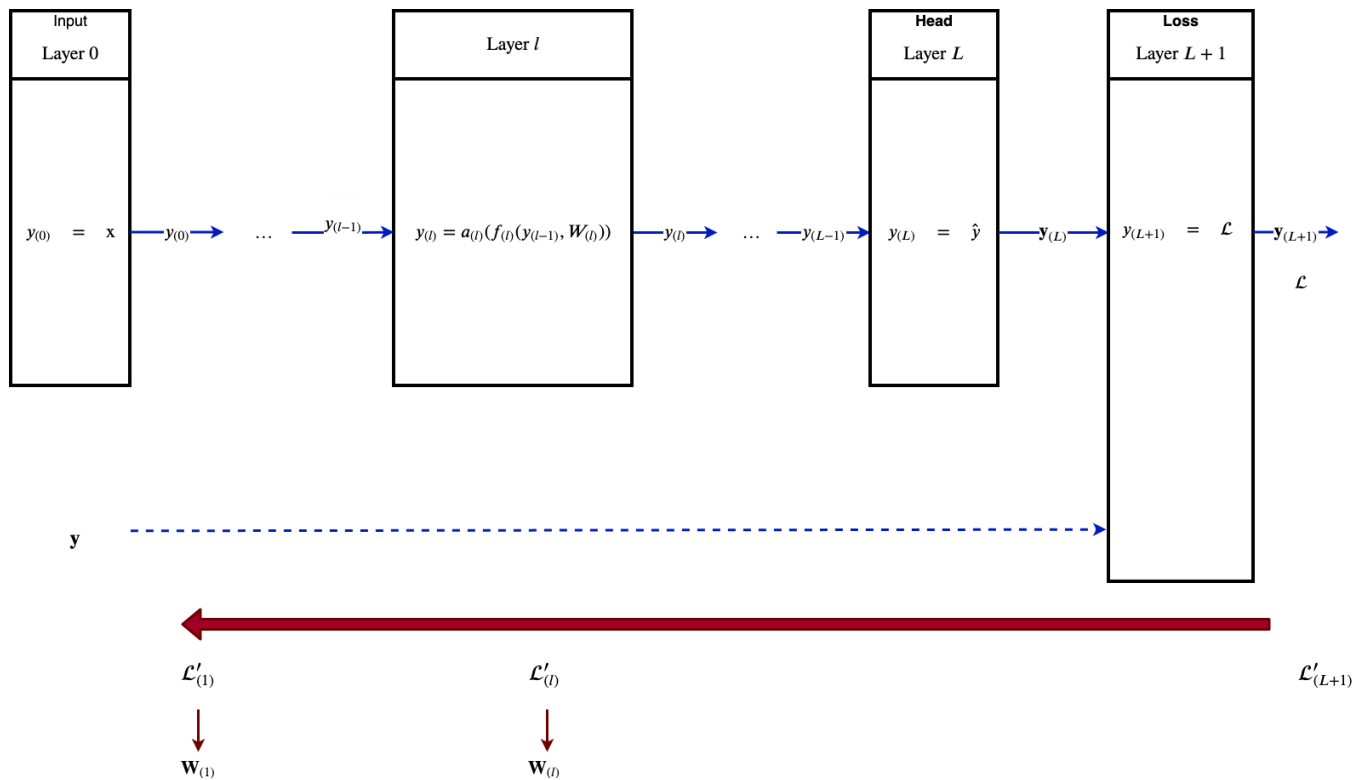 Input
Layer 0
Layer l
Head
Layer L
Loss
Layer L + 1
y(0) = x
y(0)
...
y(l−1)
y(l) = a(l)(f(l)(y(l−1), W(l)))
y(l)
...
y(L−1)
y(L) = ŷ
y(L)
y(L+1) = ℒ
y(L+1)
ℒ
y
ℒ′(1)
ℒ′(l)
ℒ′(L+1)
W(1)
W(l)